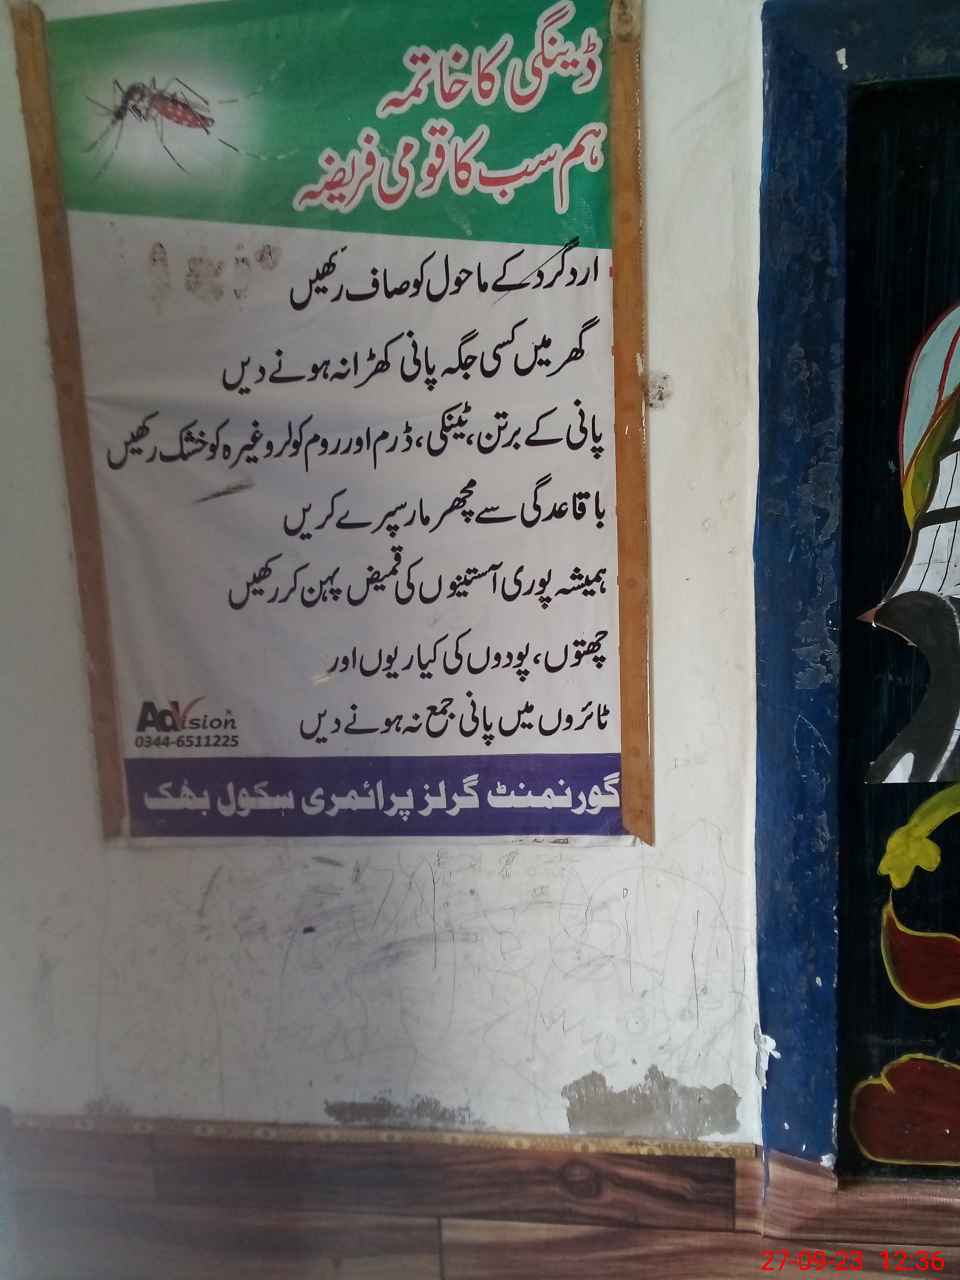 ڈینگی کا خاتمہ
ہم سب کا قومی فریضہ
اردگرد کے ماحول کو صاف رکھیں
گھر میں کسی جگہ پانی کھڑا نہ ہونے دیں
پانی کے برتن، ٹینکی، ڈرم اور روم کولر وغیرہ کو خشک رکھیں
باقاعدگی سے مچھر مار سپرے کریں
ہمیشہ پوری آستینوں کی قمیض پہن کر رکھیں
چھتوں، پودوں کی کیاریوں اور
ٹائروں میں پانی جمع نہ ہونے دیں
AdVision
0344-6511225
گورنمنٹ گرلز پرائمری سکول بھک
27-09-23 12:36